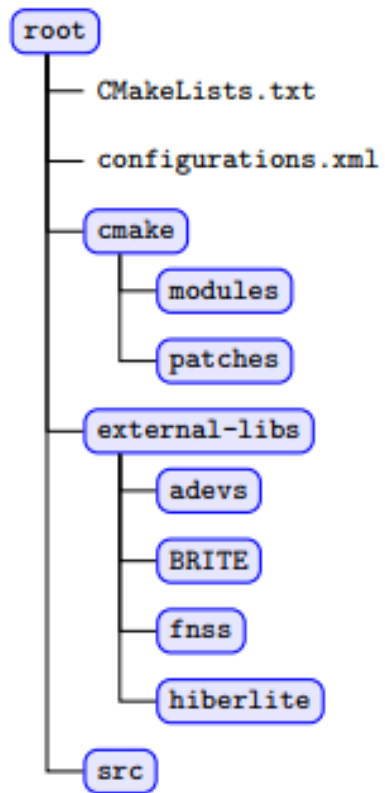 root
CMakeLists.txt
configurations.xml
cmake
modules
patches
external-libs
adevs
BRITE
fnss
hiberlite
src